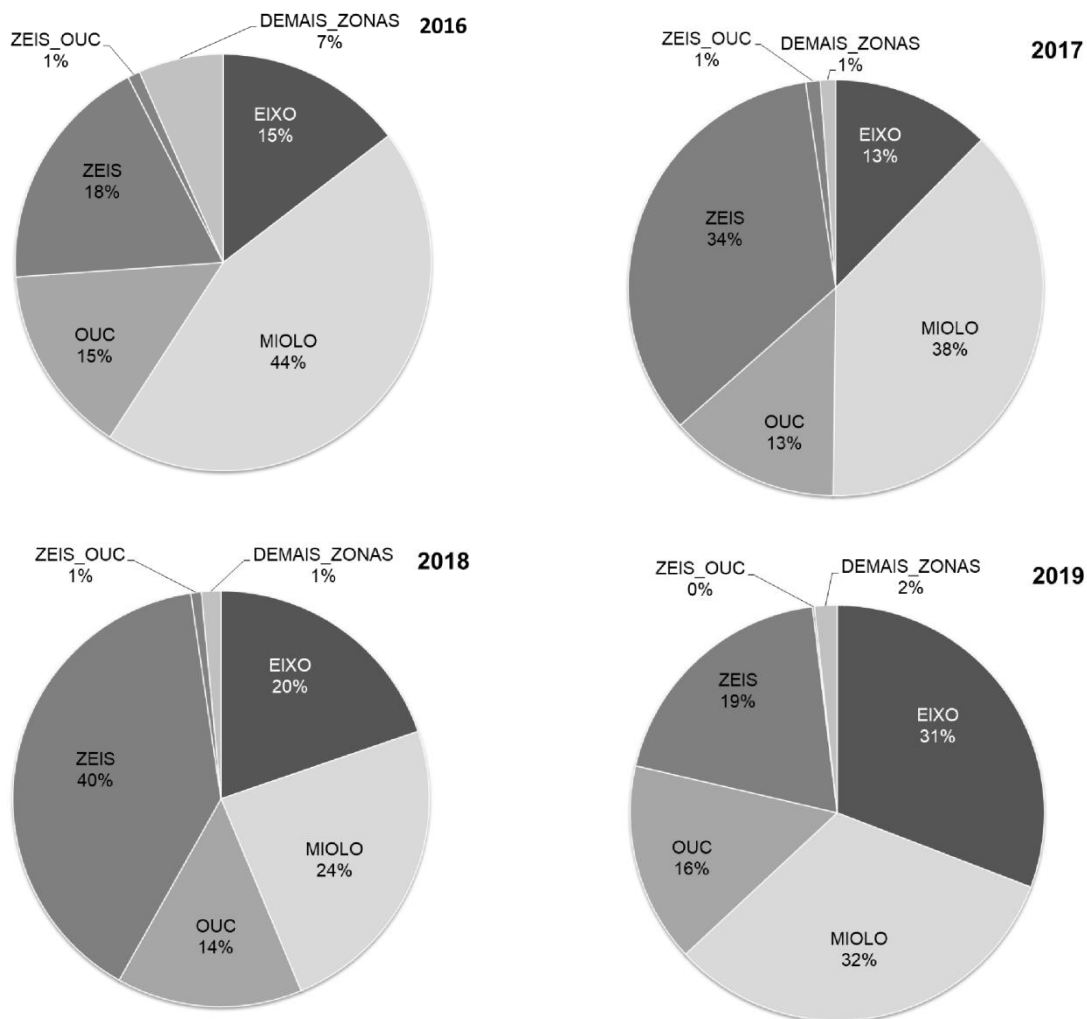 2016
DEMAIS_ZONAS
7%
ZEIS_OUC
1%
EIXO
15%
ZEIS
18%
OUC
15%
MIOLO
44%
2017
ZEIS_OUC
1%
DEMAIS_ZONAS
1%
EIXO
13%
ZEIS
34%
MIOLO
38%
OUC
13%
2018
ZEIS_OUC
1%
DEMAIS_ZONAS
1%
EIXO
20%
ZEIS
40%
MIOLO
24%
OUC
14%
2019
ZEIS_OUC
0%
DEMAIS_ZONAS
2%
ZEIS
19%
EIXO
31%
OUC
16%
MIOLO
32%